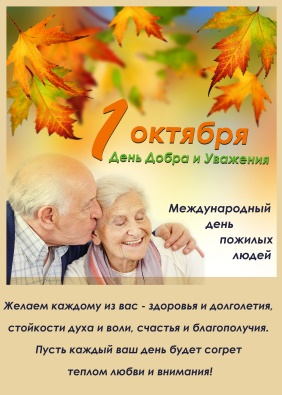 1 октября
День Добра и Уважения
Международный
день
пожилых
людей
Желаем каждому из вас - здоровья и долголетия,
стойкости духа и воли, счастья и благополучия.
Пусть каждый ваш день будет согрет
теплом любви и внимания!